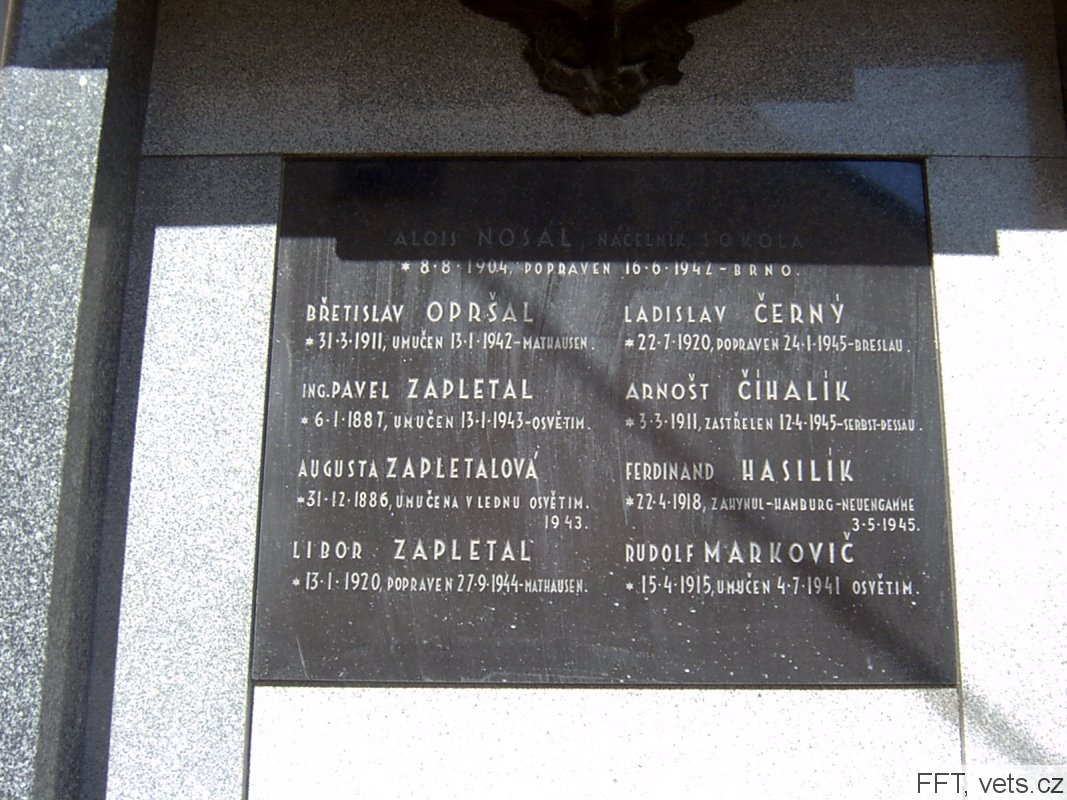 ALOIS NOSAL, NÁČELNÍK SOKOLA
* 8·8·1904, POPRAVEN 16·6·1942–BRNO.
BŘETISLAV OPRŠAL
* 31·3·1911, UMUČEN 13·1·1942–MATHAUSEN.
ING. PAVEL ZAPLETAL
* 6·1·1887, UMUČEN 13·1·1943–OSVĚTIM.
AUGUSTA ZAPLETALOVÁ
* 31·12·1886, UMUČENA V LEDNU OSVĚTIM.
1943.
LIBOR ZAPLETAL
* 13·1·1920, POPRAVEN 27·9·1944–MATHAUSEN.
LADISLAV ČERNÝ
* 22·7·1920, POPRAVEN 24·1·1945–BRESLAU.
ARNOŠT ČÍHALÍK
* 3·3·1911, ZASTŘELEN 12·4·1945–SERBST-DESSAU.
FERDINAND HASILÍK
* 22·4·1918, ZAHYNUL–HAMBURG–NEUENGAMME
3·5·1945.
RUDOLF MARKOVIČ
* 15·4·1915, UMUČEN 4·7·1941 OSVĚTIM.
FFT, vets.cz